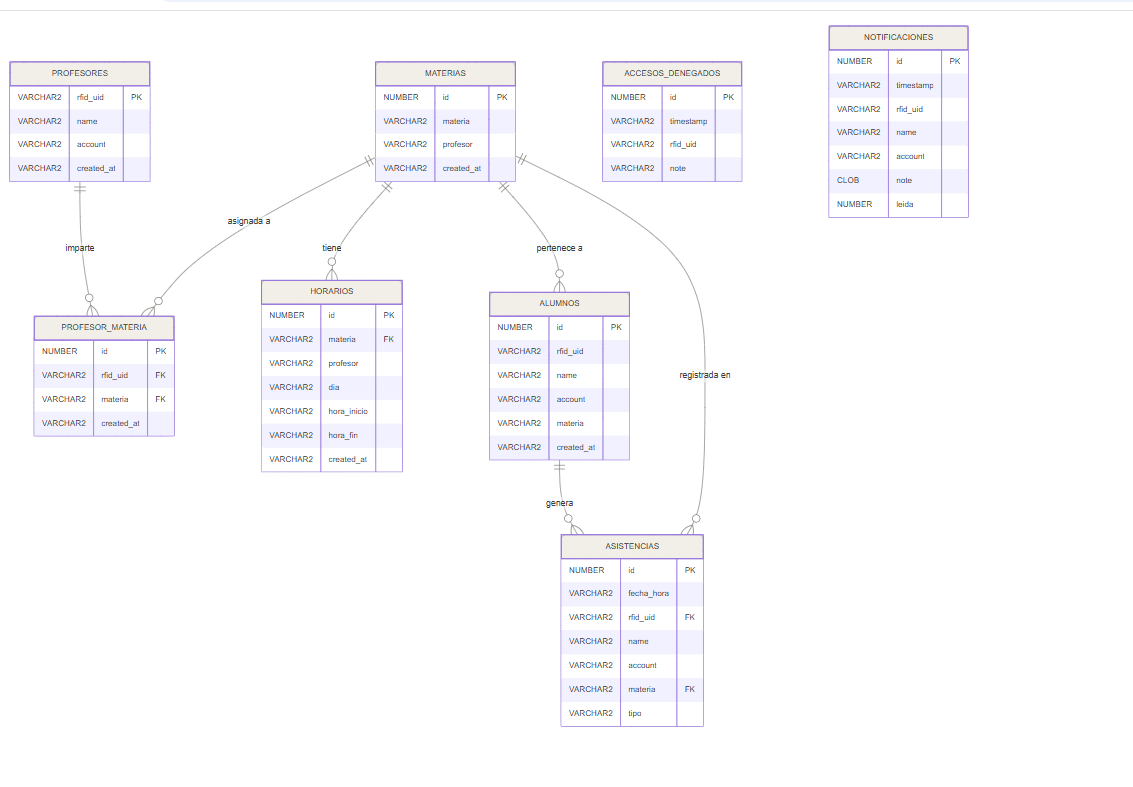 NOTIFICACIONES
NUMBER id PK
VARCHAR2 timestamp
VARCHAR2 rfid_uid
VARCHAR2 name
VARCHAR2 account
CLOB note
NUMBER leida
PROFESORES
VARCHAR2 rfid_uid PK
VARCHAR2 name
VARCHAR2 account
VARCHAR2 created_at
MATERIAS
NUMBER id PK
VARCHAR2 materia
VARCHAR2 profesor
VARCHAR2 created_at
ACCESOS_DENEGADOS
NUMBER id PK
VARCHAR2 timestamp
VARCHAR2 rfid_uid
VARCHAR2 note
asignada a
imparte
tiene
pertenece a
HORARIOS
NUMBER id PK
VARCHAR2 materia FK
VARCHAR2 profesor
VARCHAR2 dia
VARCHAR2 hora_inicio
VARCHAR2 hora_fin
VARCHAR2 created_at
ALUMNOS
NUMBER id PK
VARCHAR2 rfid_uid
VARCHAR2 name
VARCHAR2 account
VARCHAR2 materia
VARCHAR2 created_at
PROFESOR_MATERIA
NUMBER id PK
VARCHAR2 rfid_uid FK
VARCHAR2 materia FK
VARCHAR2 created_at
registrada en
genera
ASISTENCIAS
NUMBER id PK
VARCHAR2 fecha_hora
VARCHAR2 rfid_uid FK
VARCHAR2 name
VARCHAR2 account
VARCHAR2 materia FK
VARCHAR2 tipo